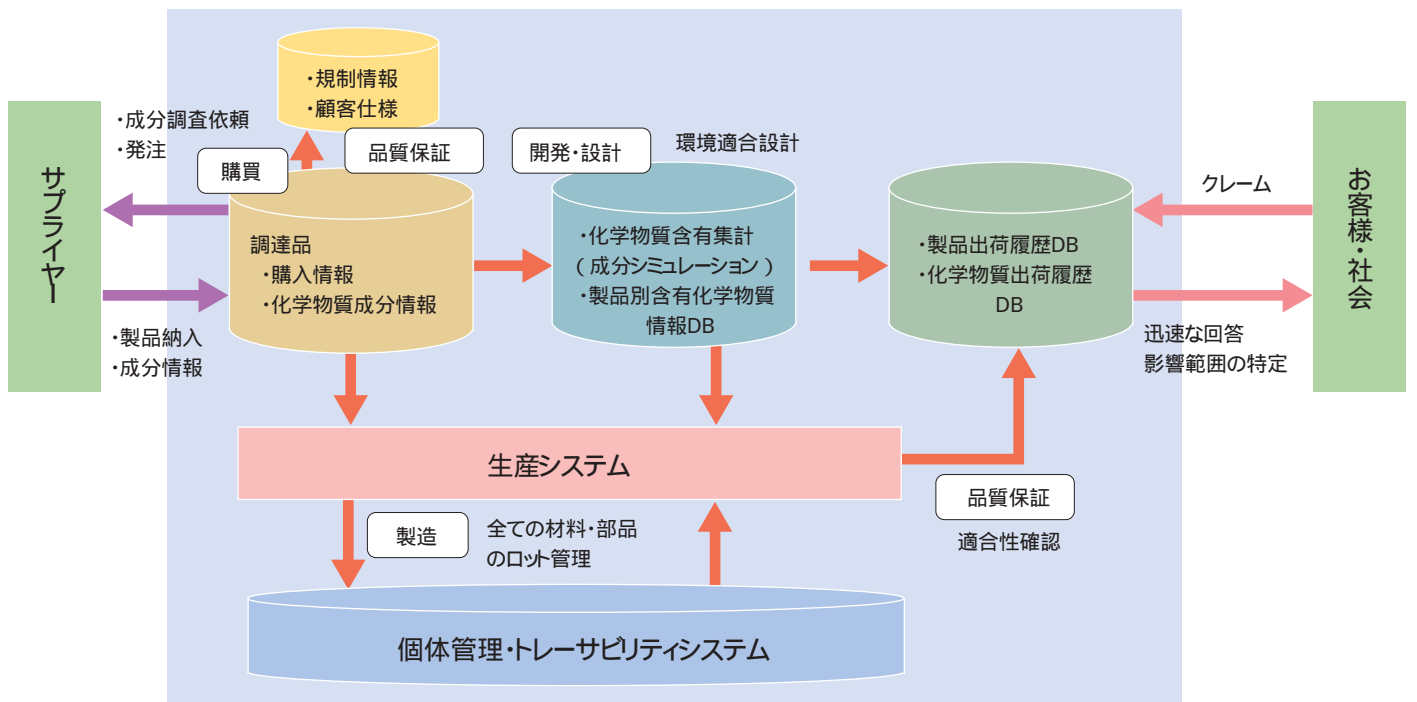 ・規制情報
・顧客仕様
・成分調査依頼
・発注
購買
品質保証
開発・設計
環境適合設計
サプライヤー
調達品
・購入情報
・化学物質成分情報
・化学物質含有集計
(成分シミュレーション)
・製品別含有化学物質
情報DB
・製品出荷履歴DB
・化学物質出荷履歴
DB
クレーム
お客様・社会
・製品納入
・成分情報
迅速な回答
影響範囲の特定
生産システム
製造
全ての材料・部品
のロット管理
品質保証
適合性確認
個体管理・トレーサビリティシステム